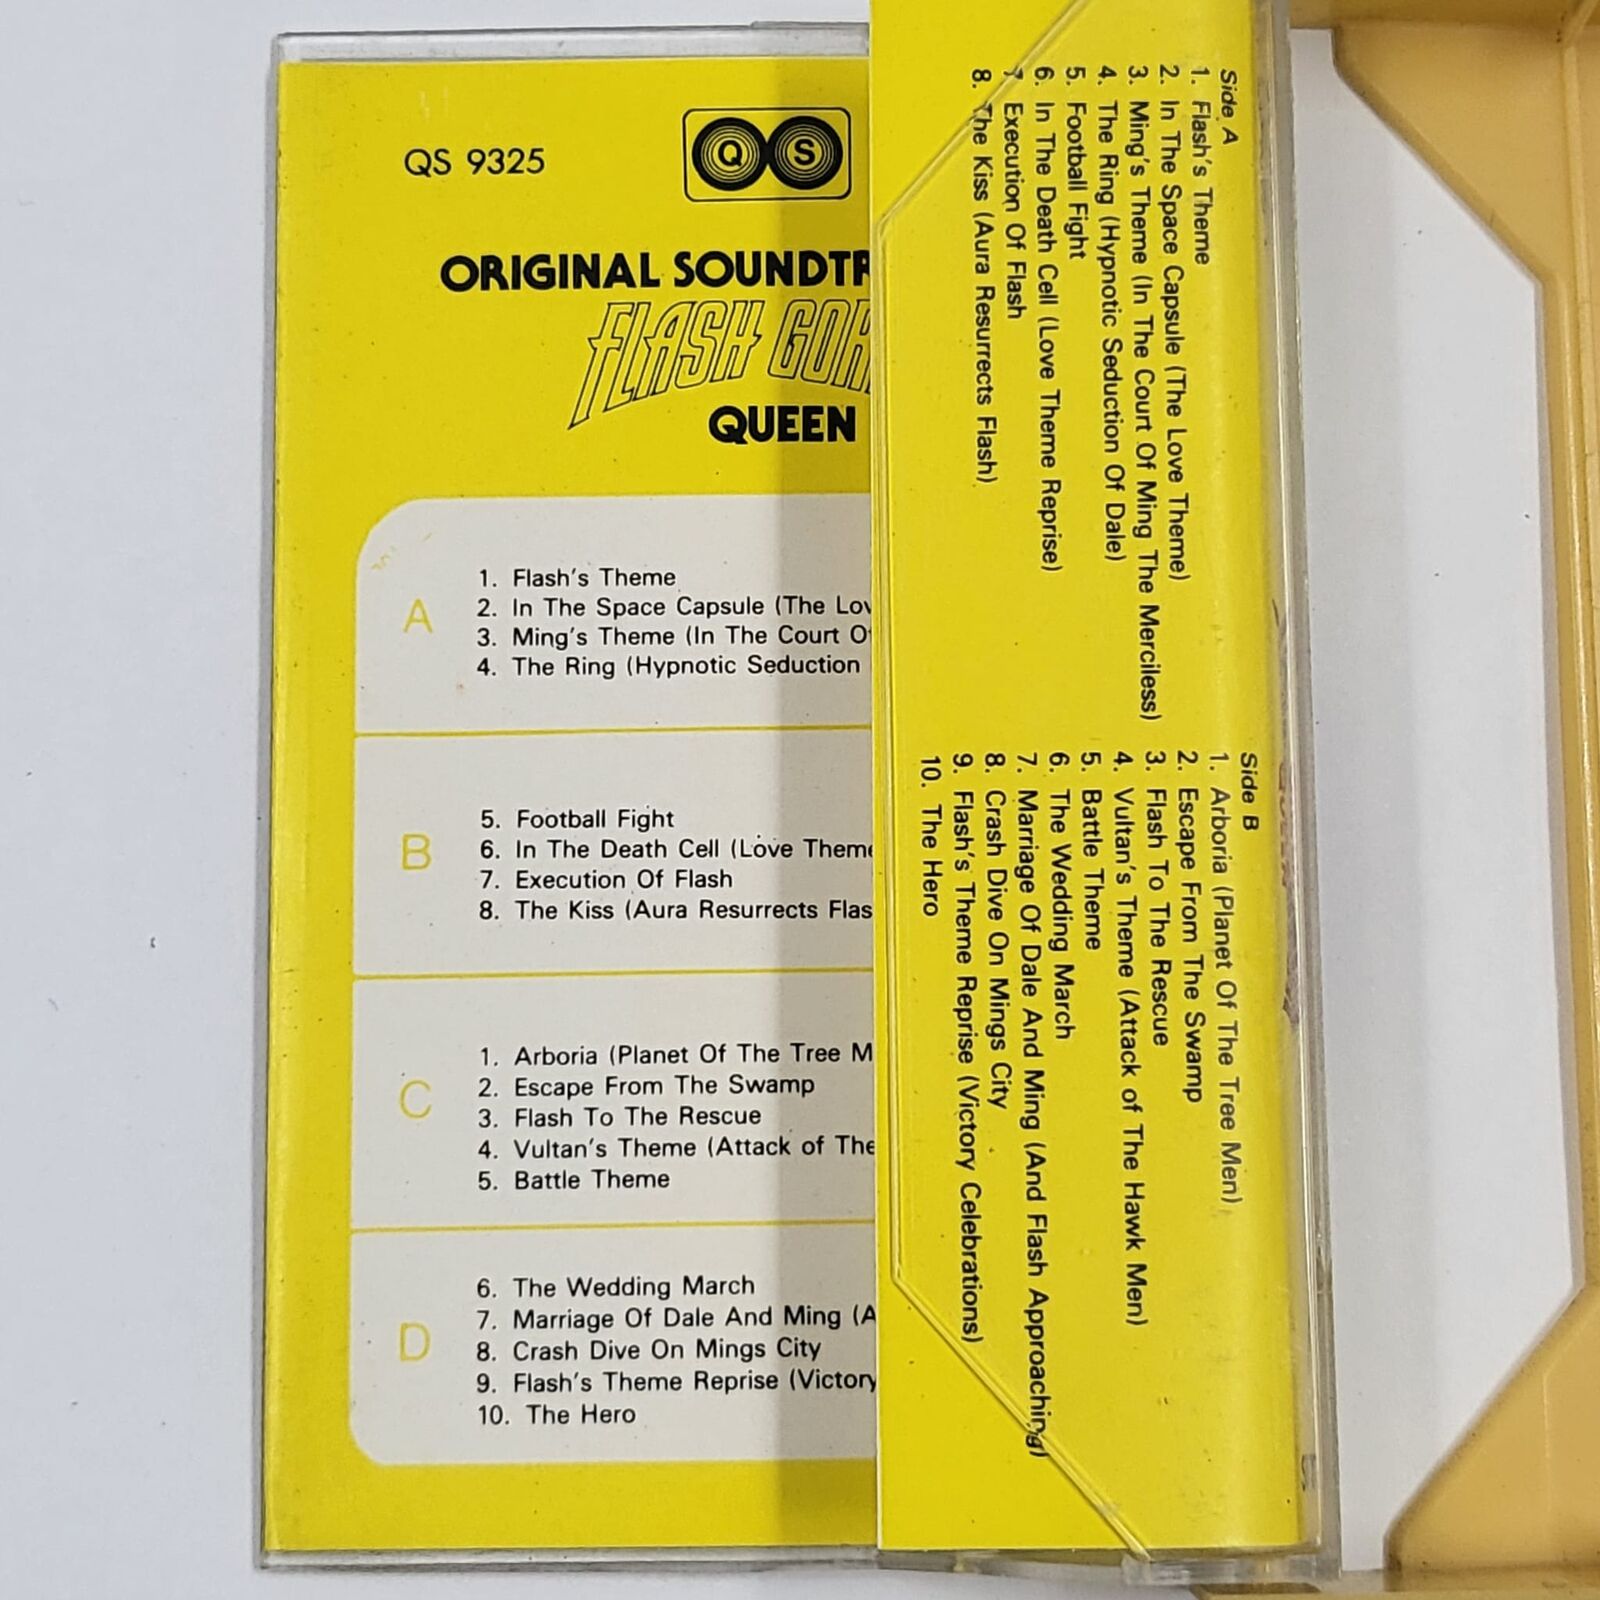 QS 9325
Q S
ORIGINAL SOUNDTR
FLASH GOR
QUEEN
A
1. Flash's Theme
2. In The Space Capsule (The Lov
3. Ming's Theme (In The Court Of
4. The Ring (Hypnotic Seduction
B
5. Football Fight
6. In The Death Cell (Love Theme
7. Execution Of Flash
8. The Kiss (Aura Resurrects Flas
C
1. Arboria (Planet Of The Tree M
2. Escape From The Swamp
3. Flash To The Rescue
4. Vultan's Theme (Attack of The
5. Battle Theme
D
6. The Wedding March
7. Marriage Of Dale And Ming (A
8. Crash Dive On Mings City
9. Flash's Theme Reprise (Victory
10. The Hero
Side A
1. Flash's Theme
2. In The Space Capsule (The Love Theme)
3. Ming's Theme (In The Court Of Ming The Merciless)
4. The Ring (Hypnotic Seduction Of Dale)
5. Football Fight
6. In The Death Cell (Love Theme Reprise)
7 Execution Of Flash
8. The Kiss (Aura Resurrects Flash)
Side B
1. Arboria (Planet Of The Tree Men)
2. Escape From The Swamp
3. Flash To The Rescue
4. Vultan's Theme (Attack of The Hawk Men)
5. Battle Theme
6. The Wedding March
7. Marriage Of Dale And Ming (And Flash Approaching)
8. Crash Dive On Mings City
9. Flash's Theme Reprise (Victory Celebrations)
10. The Hero